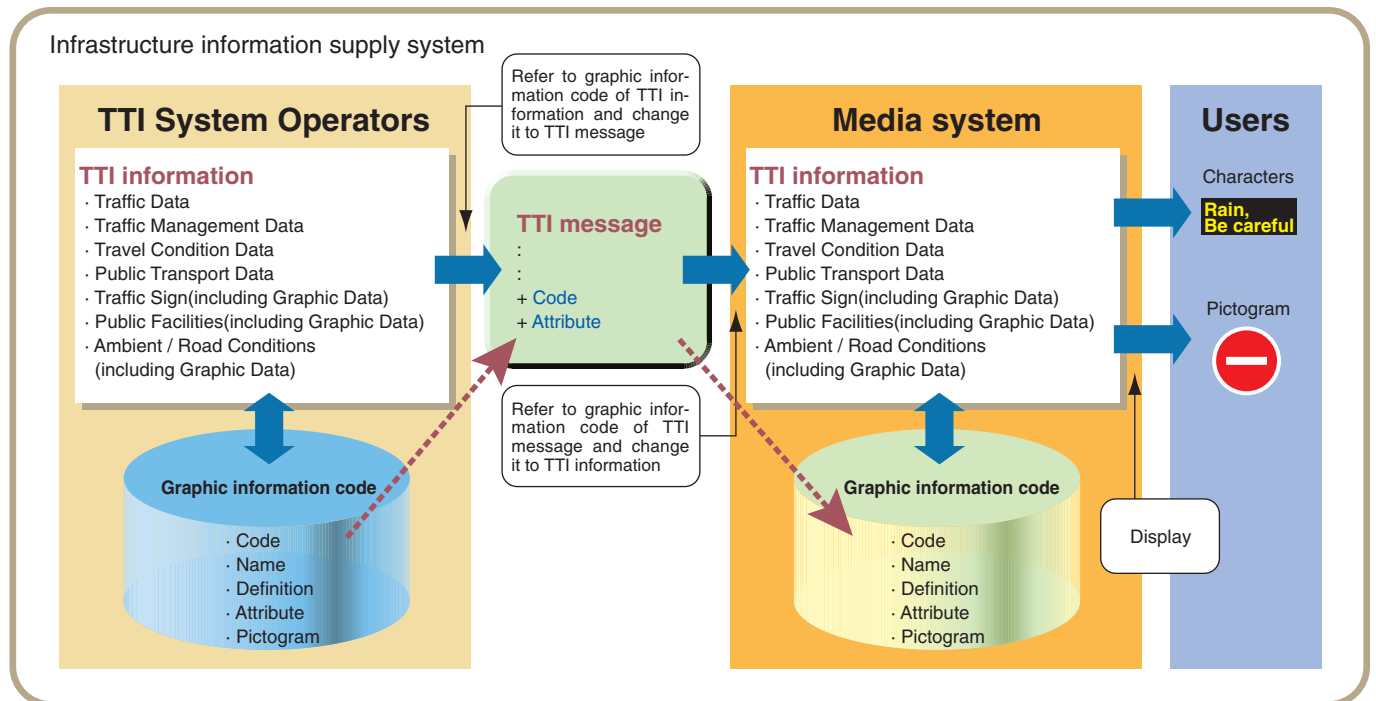 Infrastructure information supply system
Refer to graphic infor-
mation code of TTI in-
formation and change
it to TTI message
TTI System Operators
TTI information
· Traffic Data
· Traffic Management Data
· Travel Condition Data
· Public Transport Data
· Traffic Sign(including Graphic Data)
· Public Facilities(including Graphic Data)
· Ambient / Road Conditions
(including Graphic Data)
Graphic information code
· Code
· Name
· Definition
· Attribute
· Pictogram
TTI message
:
:
+ Code
+ Attribute
Refer to graphic infor-
mation code of TTI
message and change
it to TTI information
Media system
TTI information
· Traffic Data
· Traffic Management Data
· Travel Condition Data
· Public Transport Data
· Traffic Sign(including Graphic Data)
· Public Facilities(including Graphic Data)
· Ambient / Road Conditions
(including Graphic Data)
Graphic information code
· Code
· Name
· Definition
· Attribute
· Pictogram
Display
Users
Characters
Rain,
Be careful
Pictogram